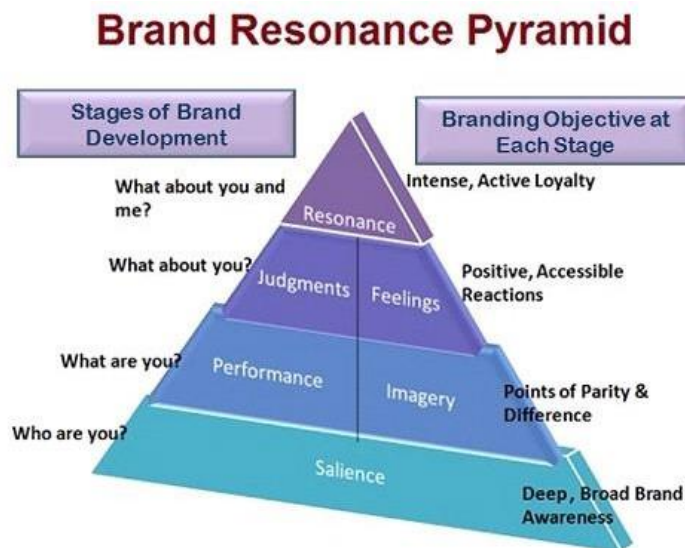 Brand Resonance Pyramid
Stages of Brand
Development
Branding Objective at
Each Stage
What about you and
me?
Resonance
Intense, Active Loyalty
What about you?
Judgments
Feelings
Positive, Accessible
Reactions
What are you?
Performance
Imagery
Points of Parity &
Difference
Who are you?
Salience
Deep, Broad Brand
Awareness